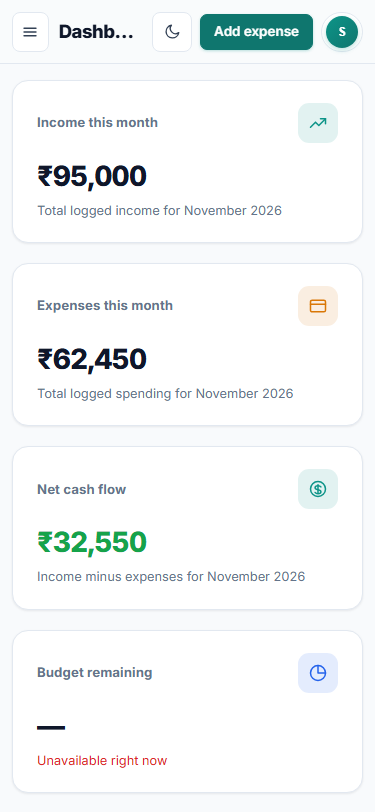 Dashb...
Add expense
S
Income this month
₹95,000
Total logged income for November 2026
Expenses this month
₹62,450
Total logged spending for November 2026
Net cash flow
₹32,550
Income minus expenses for November 2026
Budget remaining
—
Unavailable right now